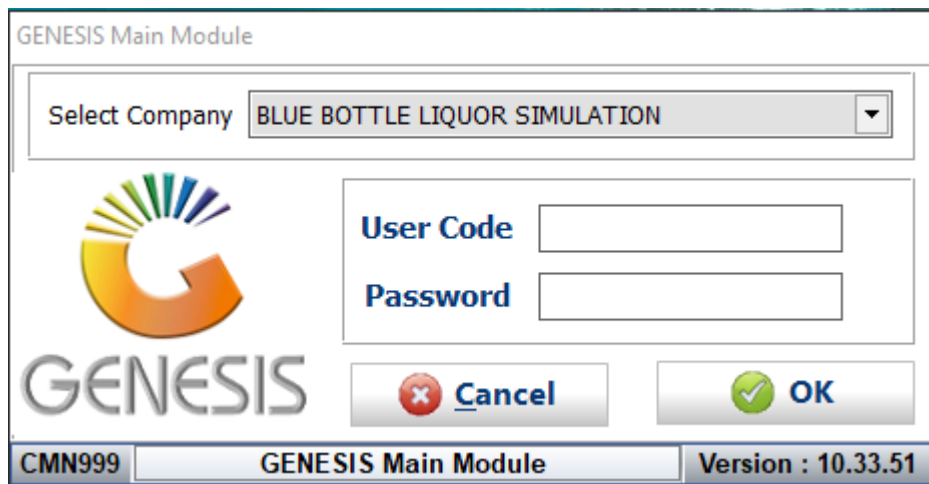 GENESIS Main Module
Select Company BLUE BOTTLE LIQUOR SIMULATION
User Code
Password
GENESIS
Cancel OK
CMN999 GENESIS Main Module Version : 10.33.51